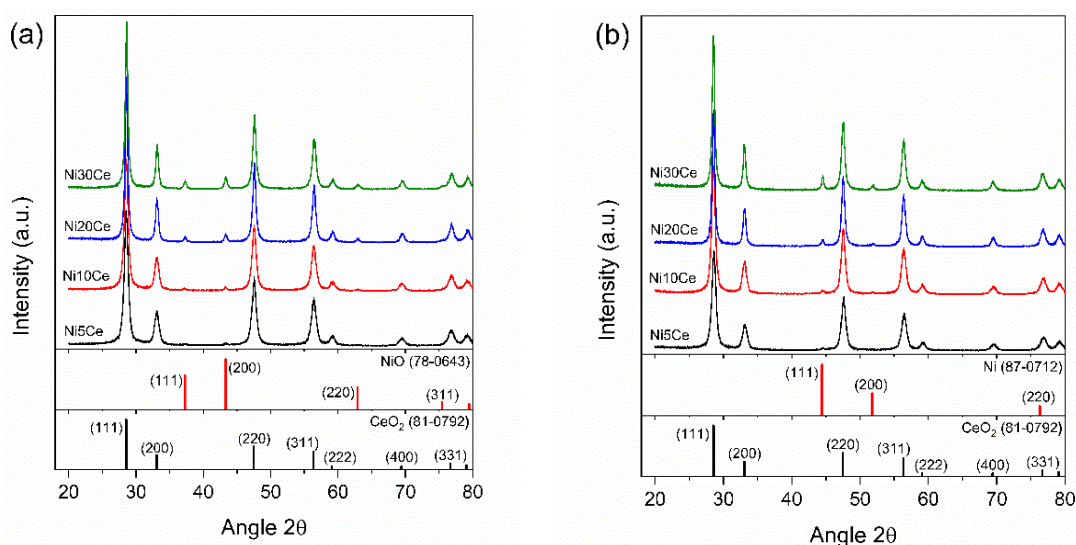 (a)
Intensity (a.u.)
Ni30Ce
Ni20Ce
Ni10Ce
Ni5Ce
NiO (78-0643)
(111)
(200)
(220)
(311)
CeO₂ (81-0792)
(111)
(200)
(220)
(311)
(222)
(400)
(331)
20 30 40 50 60 70 80
Angle 2θ
(b)
Intensity (a.u.)
Ni30Ce
Ni20Ce
Ni10Ce
Ni5Ce
Ni (87-0712)
(111)
(200)
(220)
CeO₂ (81-0792)
(111)
(200)
(220)
(311)
(222)
(400)
(331)
20 30 40 50 60 70 80
Angle 2θ